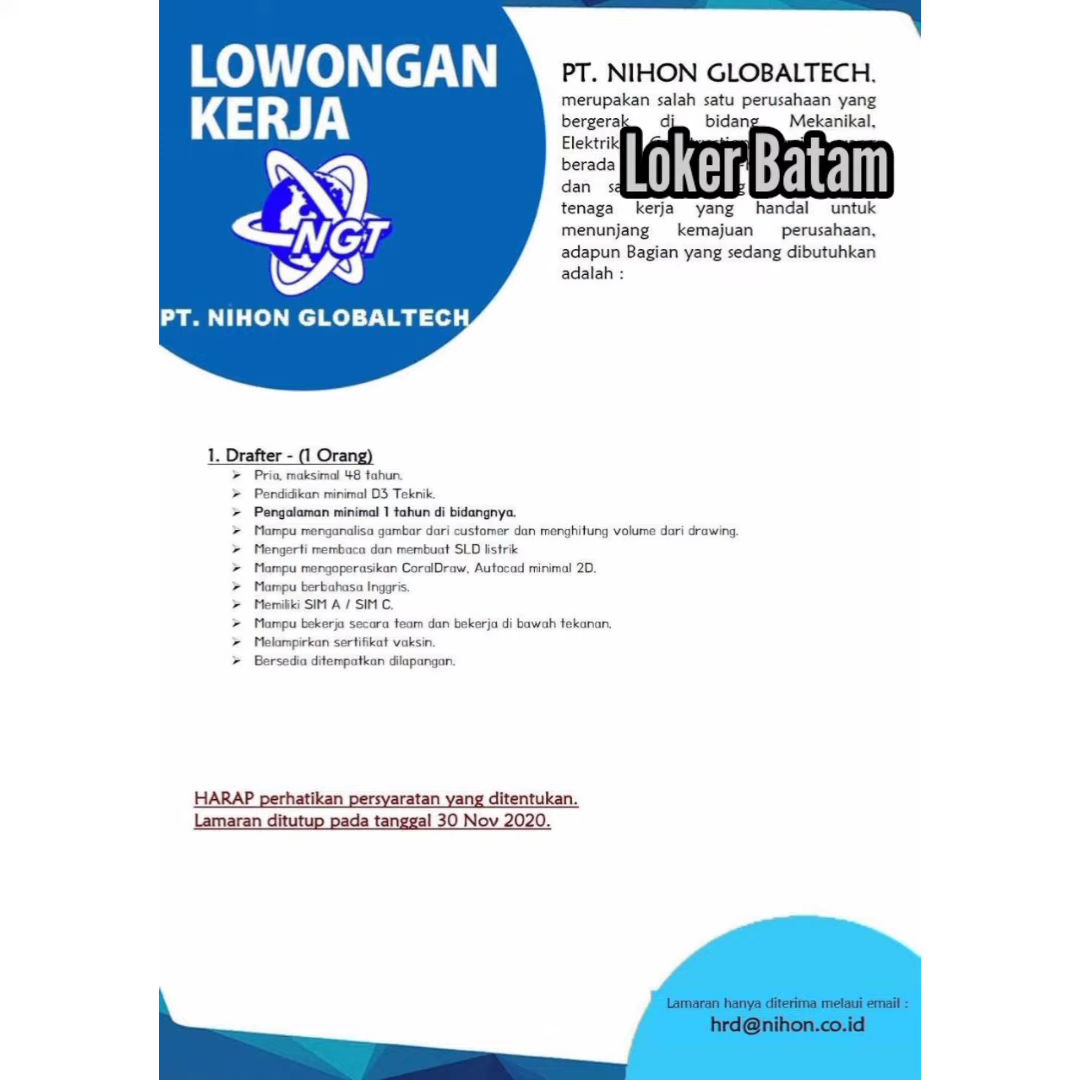 LOWONGAN
KERJA
NGT
PT. NIHON GLOBALTECH
PT. NIHON GLOBALTECH,
merupakan salah satu perusahaan yang
bergerak di bidang Mekanikal,
Elektrik
berada
Loker Batam
dan
tenaga kerja yang handal untuk
menunjang kemajuan perusahaan,
adapun Bagian yang sedang dibutuhkan
adalah :
1. Drafter - (1 Orang)
➢ Pria, maksimal 48 tahun.
➢ Pendidikan minimal D3 Teknik.
➢ Pengalaman minimal 1 tahun di bidangnya.
➢ Mampu menganalisa gambar dari customer dan menghitung volume dari drawing.
➢ Mengerti membaca dan membuat SLD listrik
➢ Mampu mengoperasikan CoralDraw, Autocad minimal 2D.
➢ Mampu berbahasa Inggris.
➢ Memiliki SIM A / SIM C.
➢ Mampu bekerja secara team dan bekerja di bawah tekanan.
➢ Melampirkan sertifikat vaksin.
➢ Bersedia ditempatkan dilapangan.
HARAP perhatikan persyaratan yang ditentukan.
Lamaran ditutup pada tanggal 30 Nov 2020.
Lamaran hanya diterima melaui email :
hrd@nihon.co.id